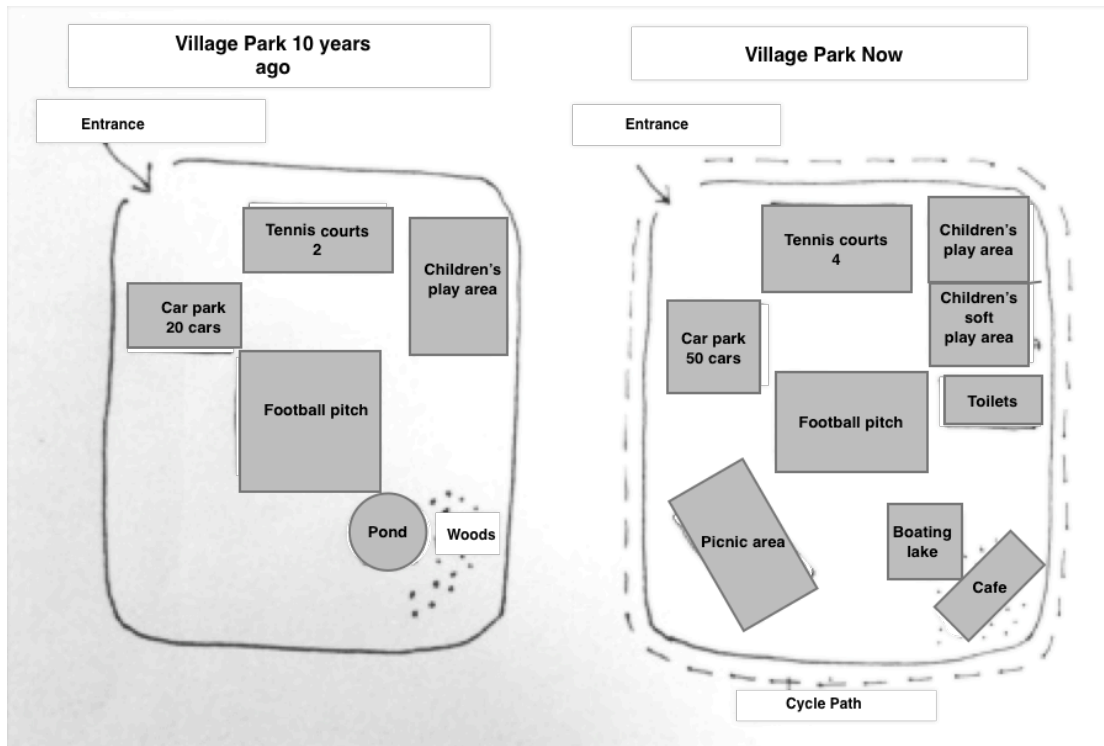 Village Park 10 years
ago
Entrance
Tennis courts
2
Children's
play area
Car park
20 cars
Football pitch
Pond
Woods
Village Park Now
Entrance
Tennis courts
4
Children's
play area
Children's
soft
play area
Car park
50 cars
Toilets
Football pitch
Picnic area
Boating
lake
Cafe
Cycle Path